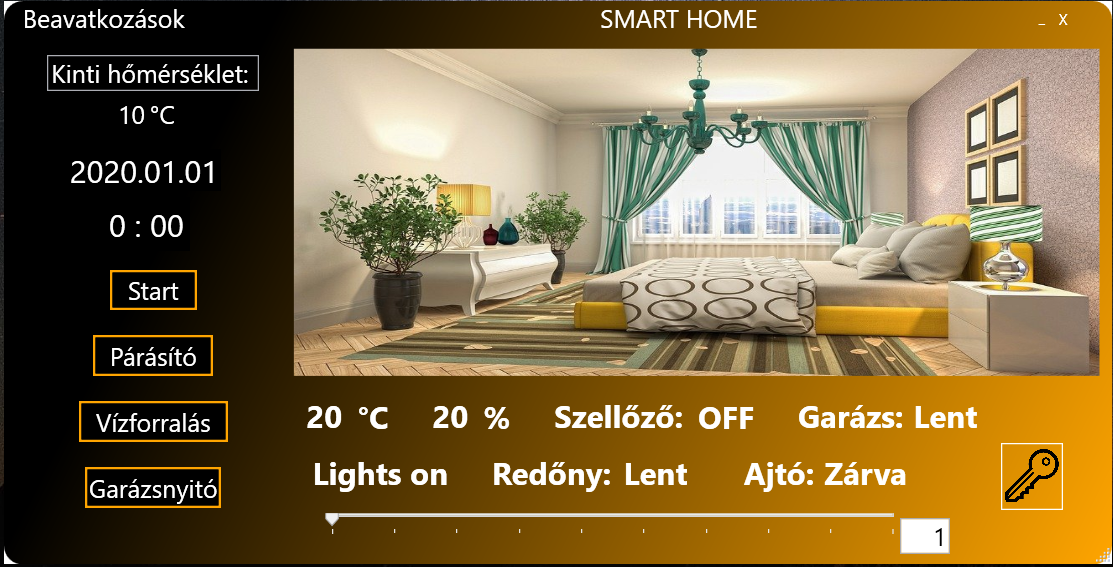 Beavatkozások
SMART HOME
_ X
Kinti hőmérséklet:
10 °C
2020.01.01
0 : 00
Start
Párásító
Vízforralás
Garázsnyitó
20 °C 20 % Szellőző: OFF Garázs: Lent
Lights on Redőny: Lent Ajtó: Zárva
1